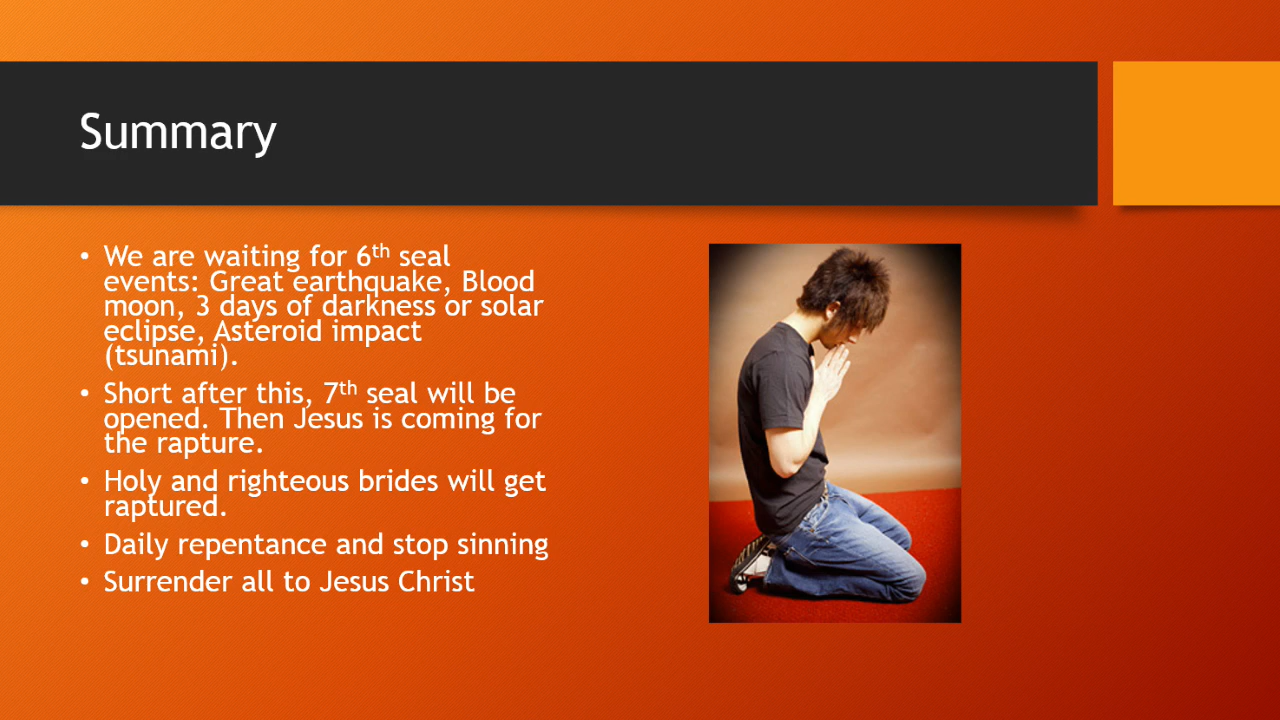 Summary
• We are waiting for 6th seal
events: Great earthquake, Blood
moon, 3 days of darkness or solar
eclipse, Asteroid impact
(tsunami).
• Short after this, 7th seal will be
opened. Then Jesus is coming for
the rapture.
• Holy and righteous brides will get
raptured.
• Daily repentance and stop sinning
• Surrender all to Jesus Christ